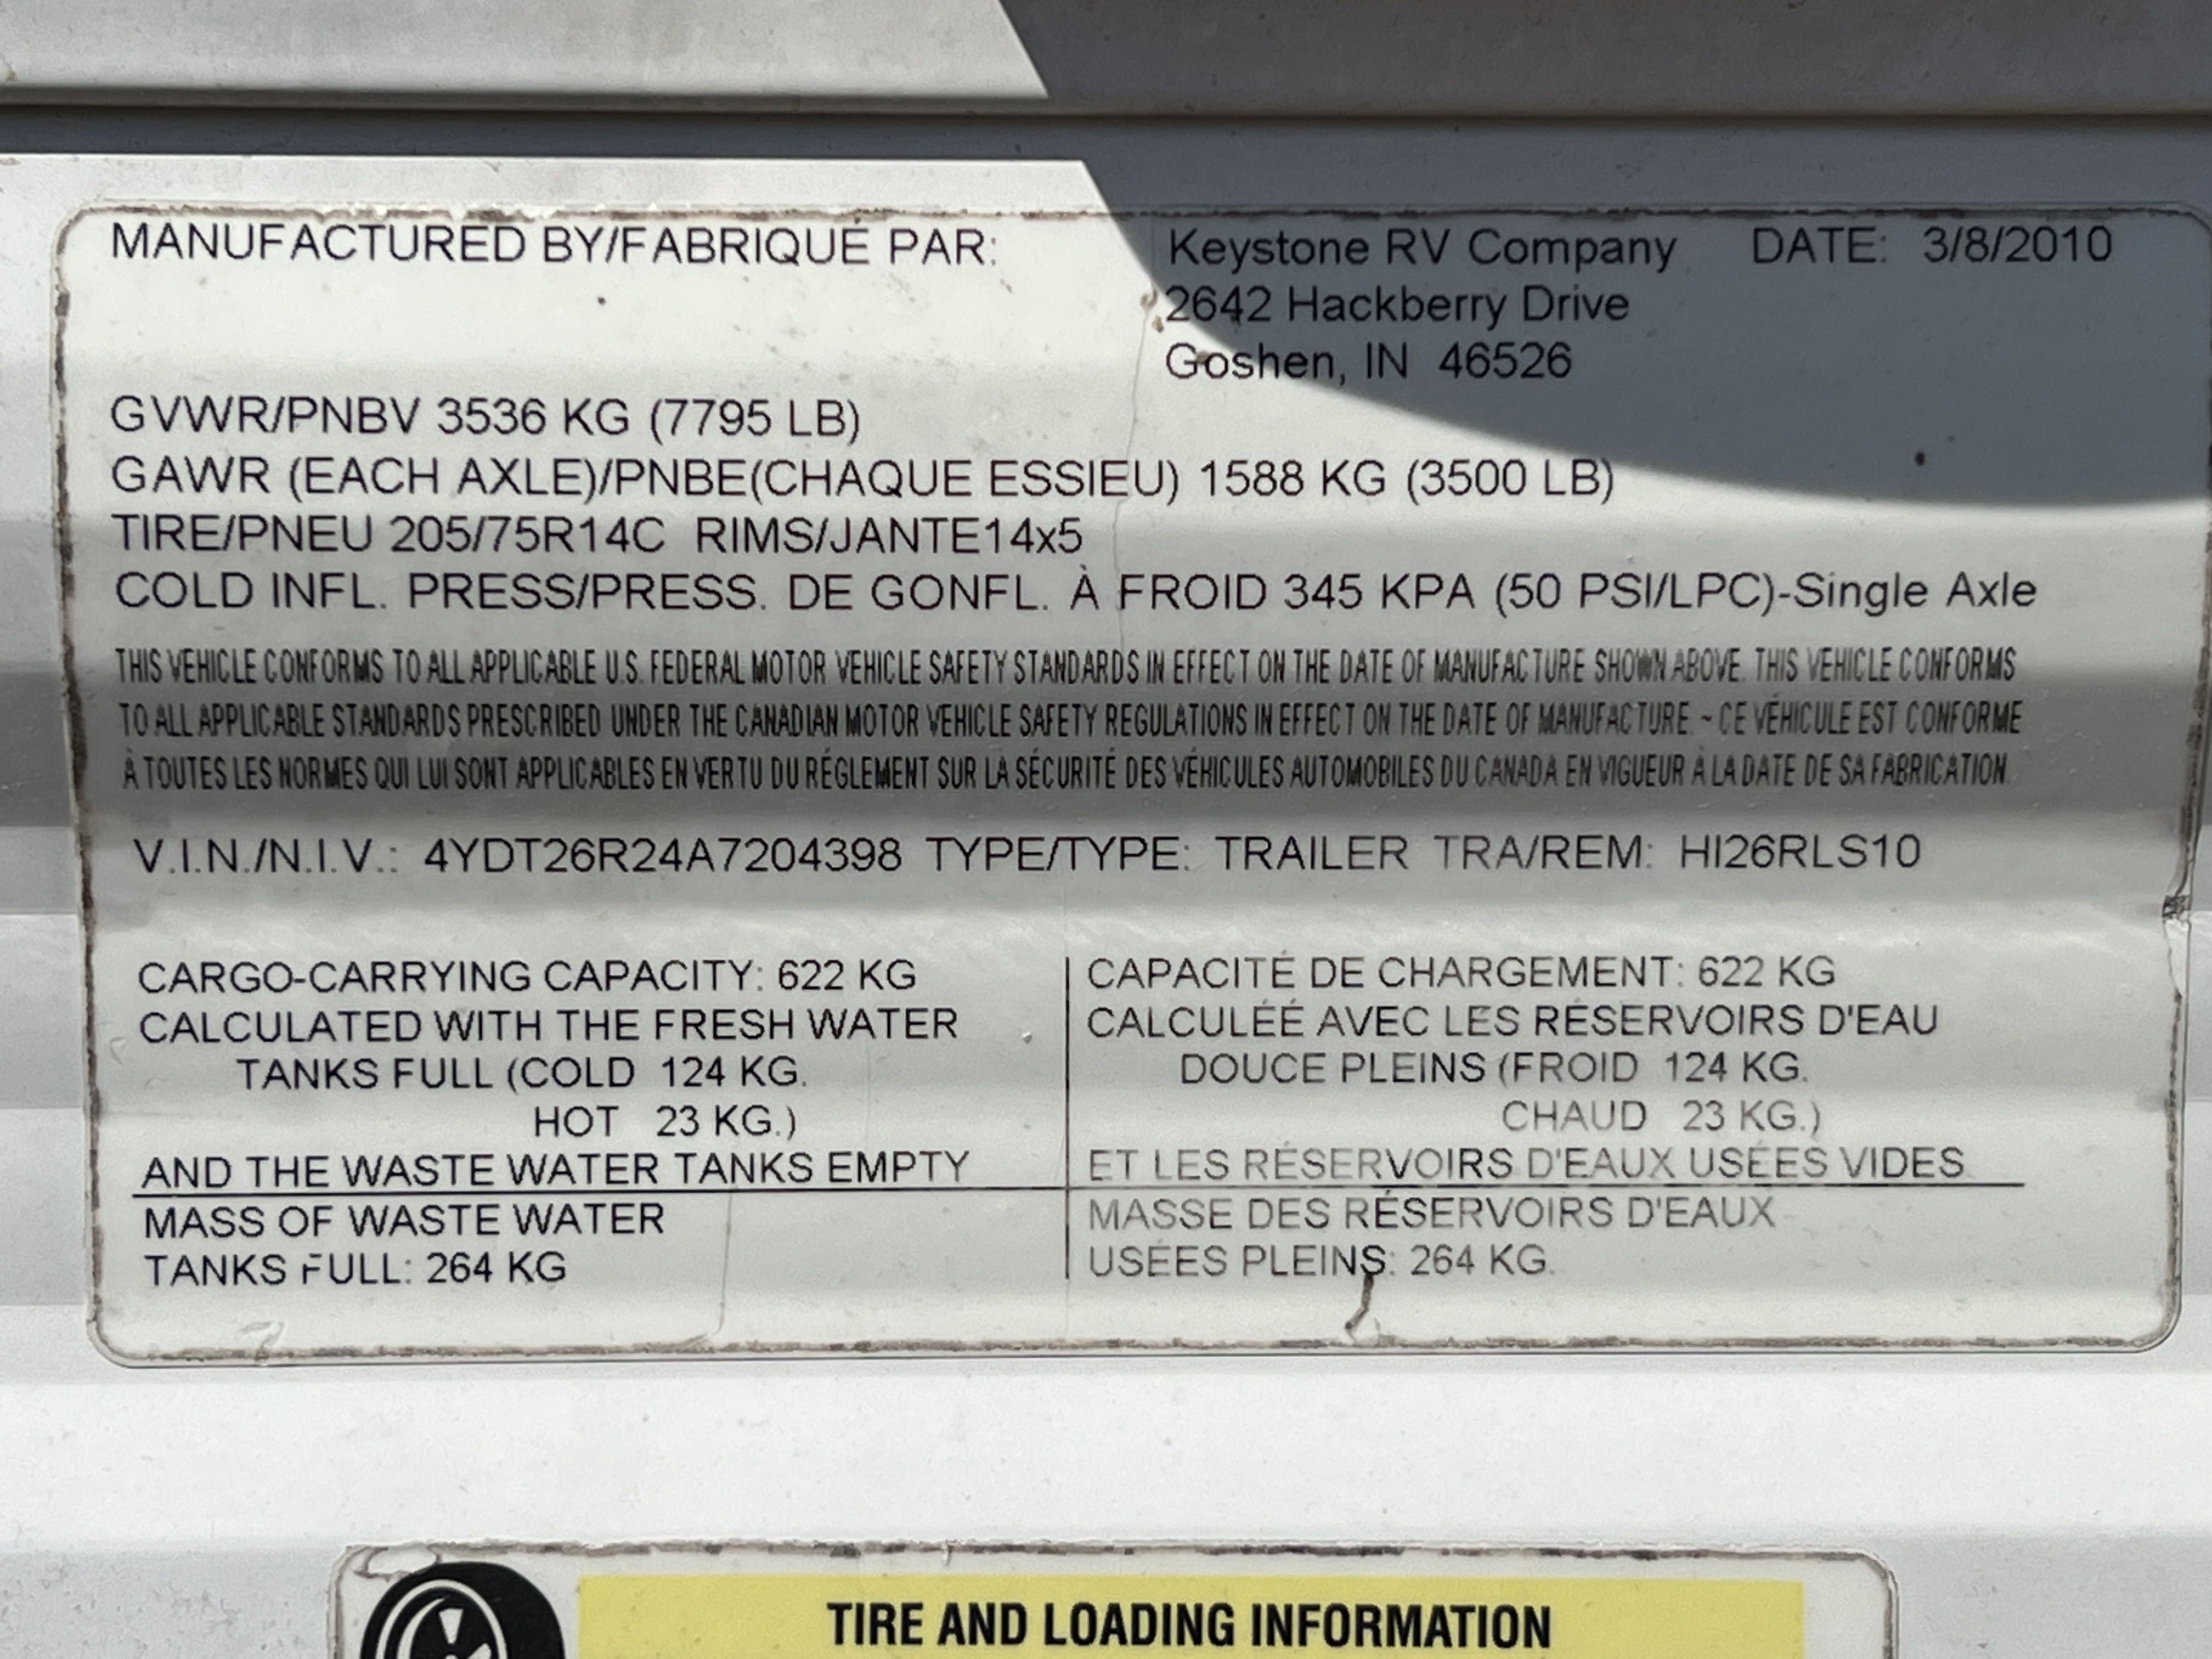 MANUFACTURED BY/FABRIQUÉ PAR: Keystone RV Company DATE: 3/8/2010
2642 Hackberry Drive
Goshen, IN 46526
GVWR/PNBV 3536 KG (7795 LB)
GAWR (EACH AXLE)/PNBE(CHAQUE ESSIEU) 1588 KG (3500 LB)
TIRE/PNEU 205/75R14C RIMS/JANTE14x5
COLD INFL. PRESS/PRESS. DE GONFL. À FROID 345 KPA (50 PSI/LPC)-Single Axle
THIS VEHICLE CONFORMS TO ALL APPLICABLE U.S. FEDERAL MOTOR VEHICLE SAFETY STANDARDS IN EFFECT ON THE DATE OF MANUFACTURE SHOWN ABOVE. THIS VEHICLE CONFORMS
TO ALL APPLICABLE STANDARDS PRESCRIBED UNDER THE CANADIAN MOTOR VEHICLE SAFETY REGULATIONS IN EFFECT ON THE DATE OF MANUFACTURE. ~ CE VÉHICULE EST CONFORME
À TOUTES LES NORMES QUI LUI SONT APPLICABLES EN VERTU DU RÉGLEMENT SUR LA SÉCURITÉ DES VÉHICULES AUTOMOBILES DU CANADA EN VIGUEUR À LA DATE DE SA FABRICATION.
V.I.N./N.I.V.: 4YDT26R24A7204398 TYPE/TYPE: TRAILER TRA/REM: HI26RLS10
CARGO-CARRYING CAPACITY: 622 KG
CALCULATED WITH THE FRESH WATER
TANKS FULL (COLD 124 KG.
HOT 23 KG.)
AND THE WASTE WATER TANKS EMPTY
MASS OF WASTE WATER
TANKS FULL: 264 KG
CAPACITÉ DE CHARGEMENT: 622 KG
CALCULÉÉ AVEC LES RÉSERVOIRS D'EAU
DOUCE PLEINS (FROID 124 KG.
CHAUD 23 KG.)
ET LES RÉSERVOIRS D'EAUX USÉES VIDES
MASSE DES RÉSERVOIRS D'EAUX
USÉES PLEINS: 264 KG.
TIRE AND LOADING INFORMATION